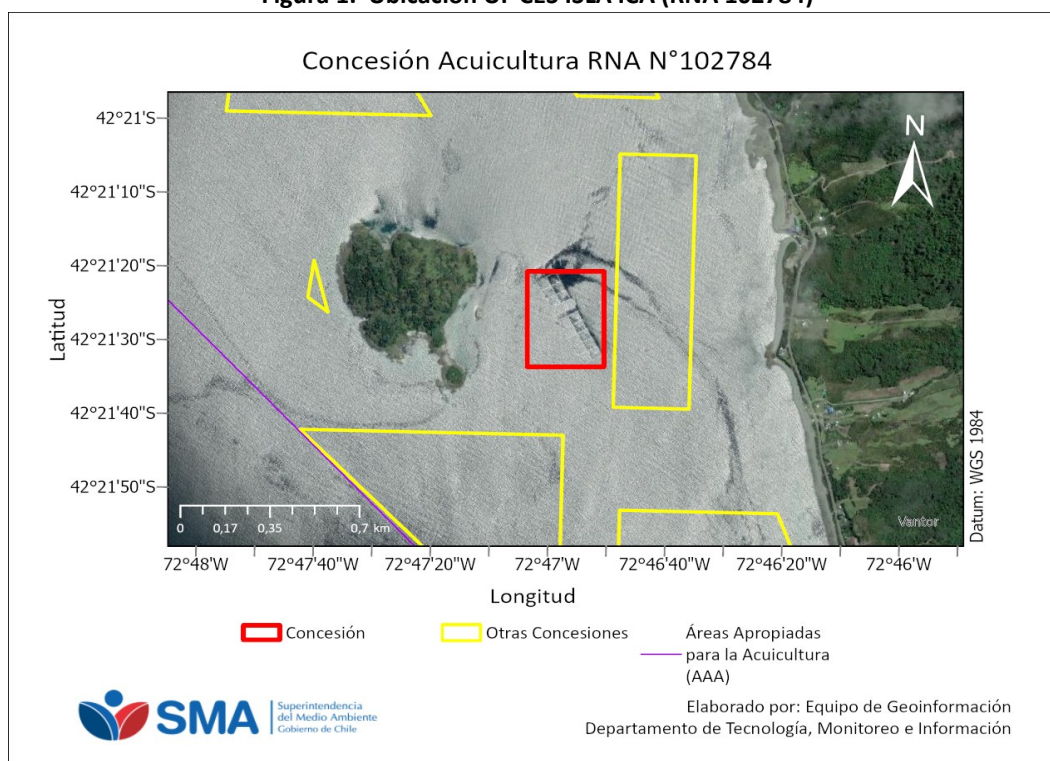 Figura 1: Ubicación UF CES ISLA ICA (RNA 102784)
Concesión Acuicultura RNA N°102784
42°21'S
42°21'10"S
42°21'20"S
42°21'30"S
42°21'40"S
42°21'50"S
Latitud
N
Datum: WGS 1984
0 0,17 0,35 0,7 km
Vantor
72°48'W 72°47'40"W 72°47'20"W 72°47'W 72°46'40"W 72°46'20"W 72°46'W
Longitud
Concesión
Otras Concesiones
Áreas Apropiadas
para la Acuicultura
(AAA)
SMA
Superintendencia
del Medio Ambiente
Gobierno de Chile
Elaborado por: Equipo de Geoinformación
Departamento de Tecnología, Monitoreo e Información